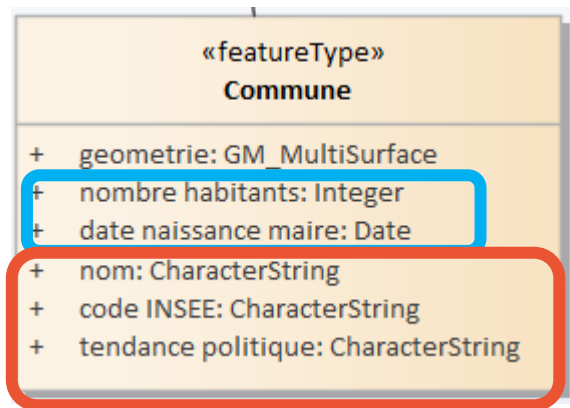 «featureType»
Commune
+ geometrie: GM_MultiSurface
+ nombre habitants: Integer
+ date naissance maire: Date
+ nom: CharacterString
+ code INSEE: CharacterString
+ tendance politique: CharacterString